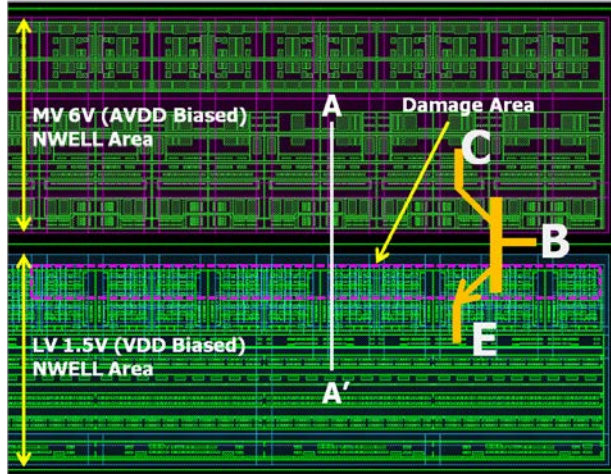 A
Damage Area
MV 6V (AVDD Biased)
NWELL Area
C
B
E
LV 1.5V (VDD Biased)
NWELL Area
A’